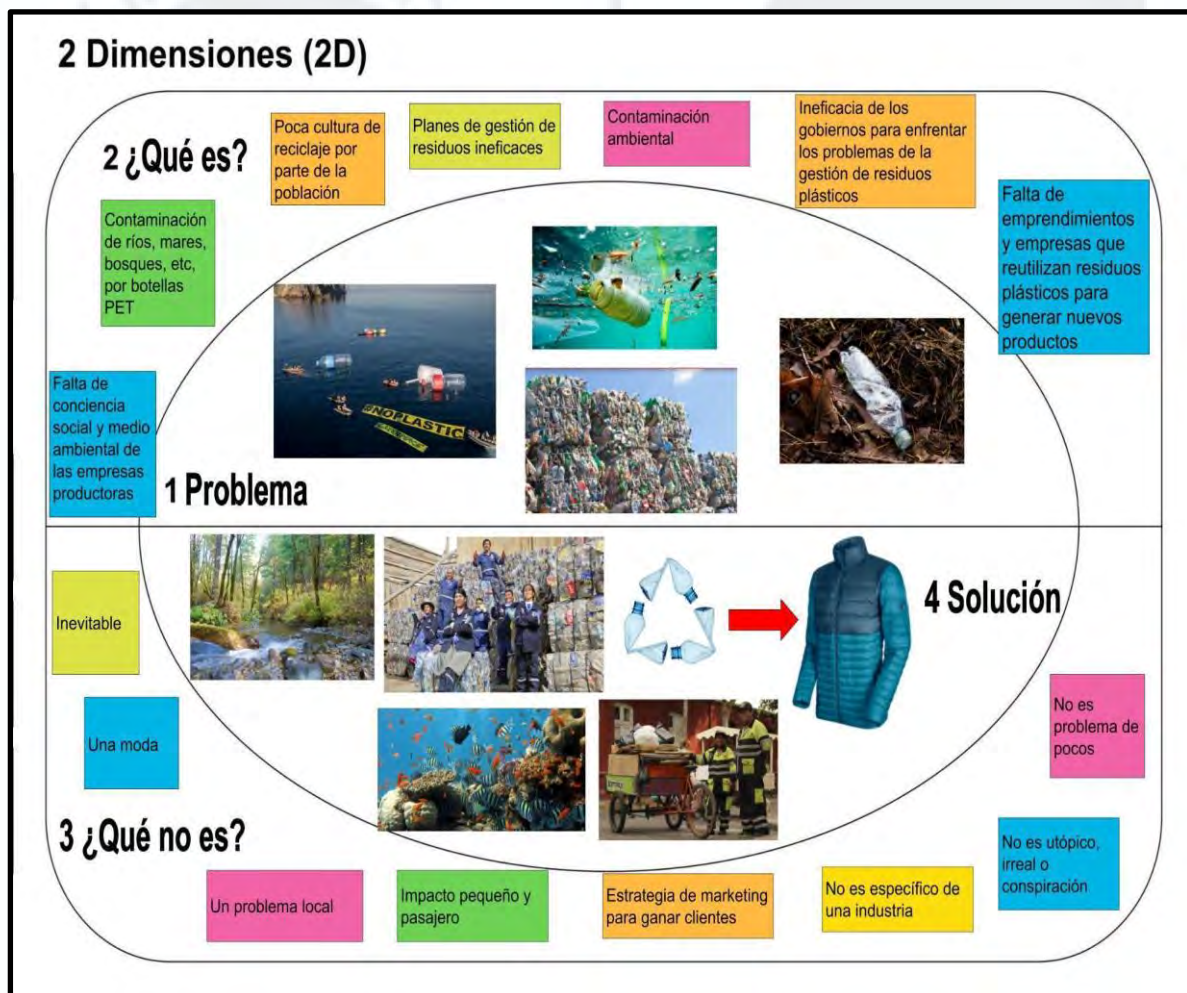 2 Dimensiones (2D)
2 ¿Qué es?
Poca cultura de
reciclaje por
parte de la
población
Planes de gestión de
residuos ineficaces
Contaminación
ambiental
Ineficacia de los
gobiernos para enfrentar
los problemas de la
gestión de residuos
plásticos
Falta de
emprendimientos
y empresas que
reutilizan residuos
plásticos para
generar nuevos
productos
Contaminación
de ríos, mares,
bosques, etc,
por botellas
PET
Falta de
conciencia
social y medio
ambiental de
las empresas
productoras
#NOPLASTIC
1 Problema
4 Solución
Inevitable
Una moda
3 ¿Qué no es?
Un problema local
Impacto pequeño y
pasajero
Estrategia de marketing
para ganar clientes
No es específico de
una industria
No es utópico,
irreal o
conspiración
No es
problema de
pocos